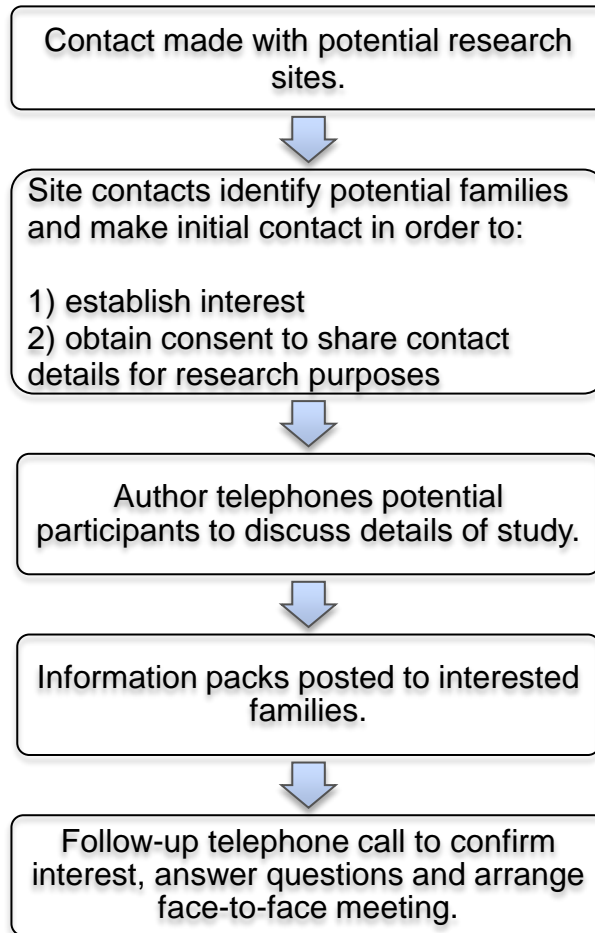 Contact made with potential research
sites.
Site contacts identify potential families
and make initial contact in order to:
1) establish interest
2) obtain consent to share contact
details for research purposes
Author telephones potential
participants to discuss details of study.
Information packs posted to interested
families.
Follow-up telephone call to confirm
interest, answer questions and arrange
face-to-face meeting.